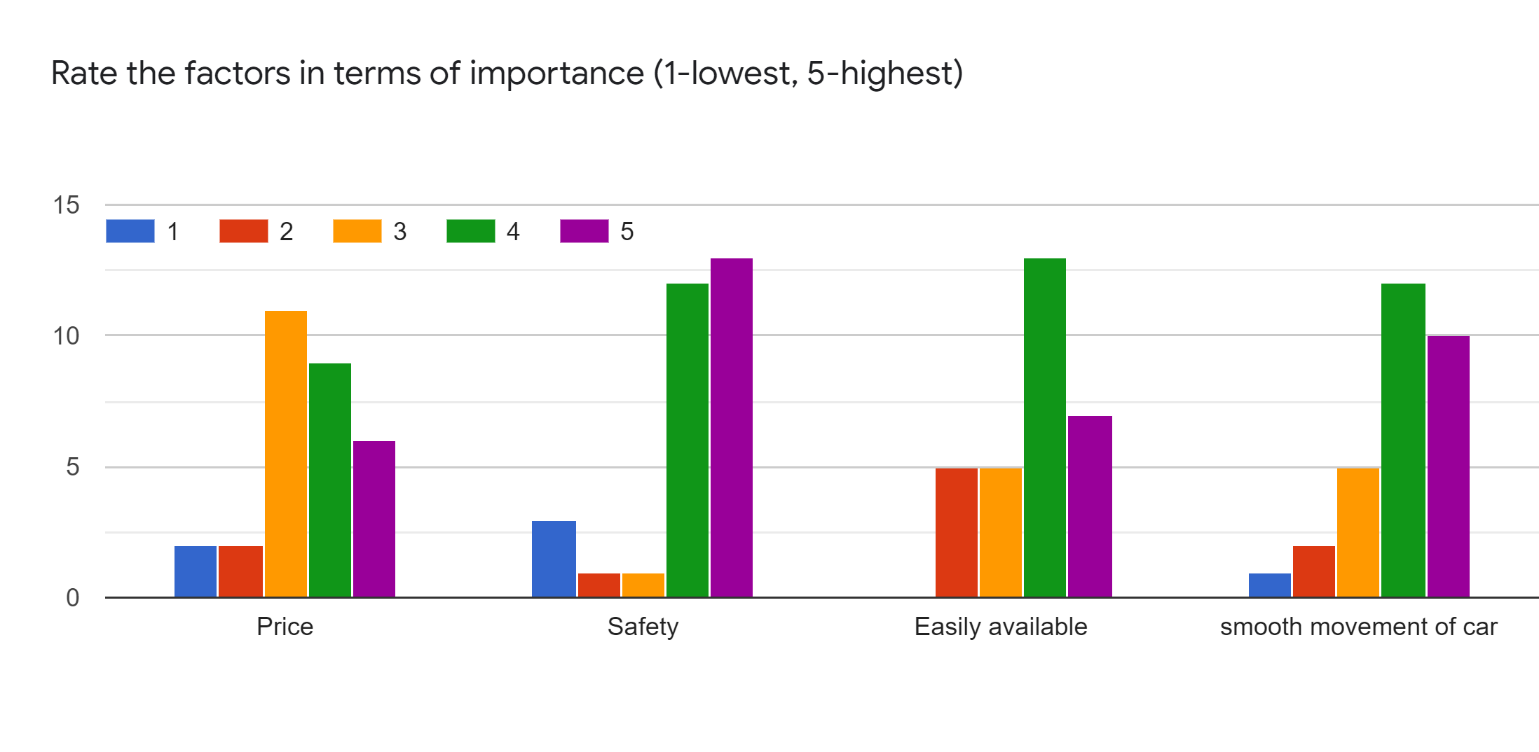 Rate the factors in terms of importance (1-lowest, 5-highest)
15
1 2 3 4 5
10
5
0
Price Safety Easily available smooth movement of car